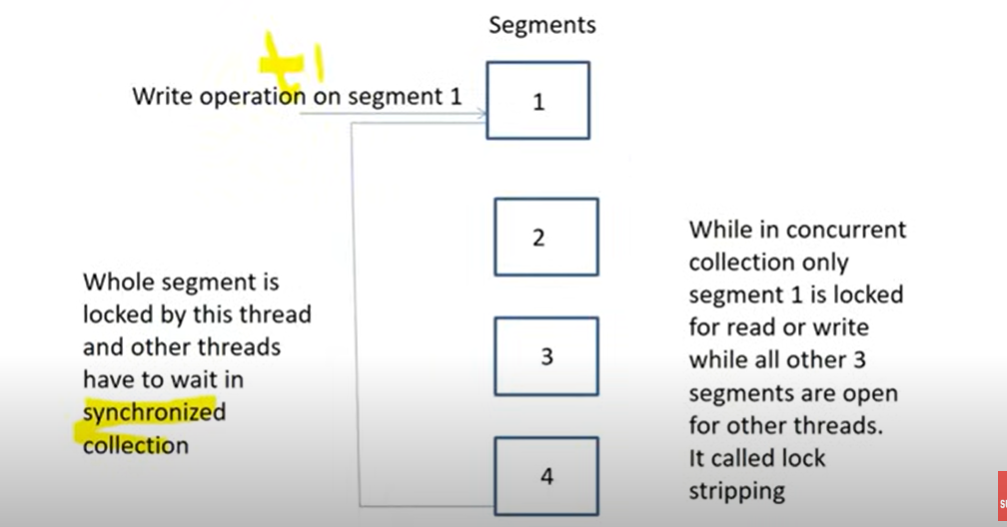 Segments
t1
Write operation on segment 1
1
2
3
4
Whole segment is
locked by this thread
and other threads
have to wait in
synchronized
collection
While in concurrent
collection only
segment 1 is locked
for read or write
while all other 3
segments are open
for other threads.
It called lock
stripping